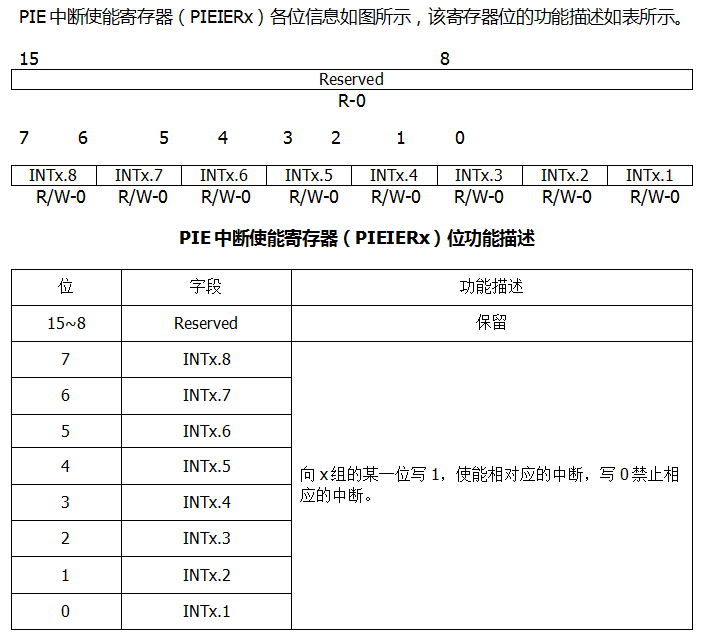 PIE 中断使能寄存器（PIEIERx）各位信息如图所示，该寄存器位的功能描述如表所示。
15 8
Reserved
R-0
7 6 5 4 3 2 1 0
INTx.8 INTx.7 INTx.6 INTx.5 INTx.4 INTx.3 INTx.2 INTx.1
R/W-0 R/W-0 R/W-0 R/W-0 R/W-0 R/W-0 R/W-0 R/W-0
PIE 中断使能寄存器（PIEIERx）位功能描述
位 字段 功能描述
15~8 Reserved 保留
7 INTx.8
6 INTx.7
5 INTx.6
4 INTx.5
3 INTx.4
2 INTx.3
1 INTx.2
0 INTx.1
向 x 组的某一位写 1，使能相对应的中断，写 0 禁止相
应的中断。